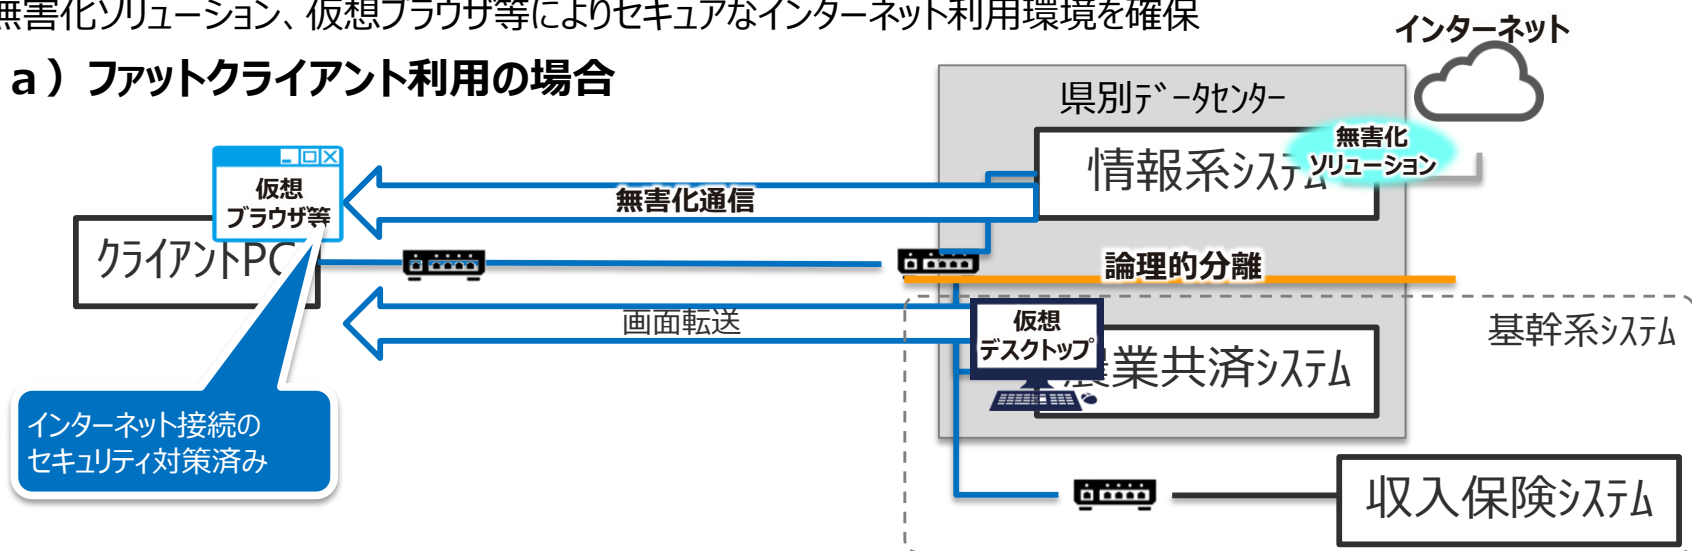 無害化ソリューション、仮想ブラウザ等によりセキュアなインターネット利用環境を確保
a）ファットクライアント利用の場合
インターネット
県別ﾃﾞｰﾀｾﾝﾀｰ
無害化
ソリューション
情報系ｼｽﾃﾑ
仮想
ブラウザ等
無害化通信
ｸﾗｲｱﾝﾄPC
論理的分離
画面転送
仮想
デスクトップ
基幹系ｼｽﾃﾑ
農業共済ｼｽﾃﾑ
インターネット接続の
セキュリティ対策済み
収入保険ｼｽﾃﾑ